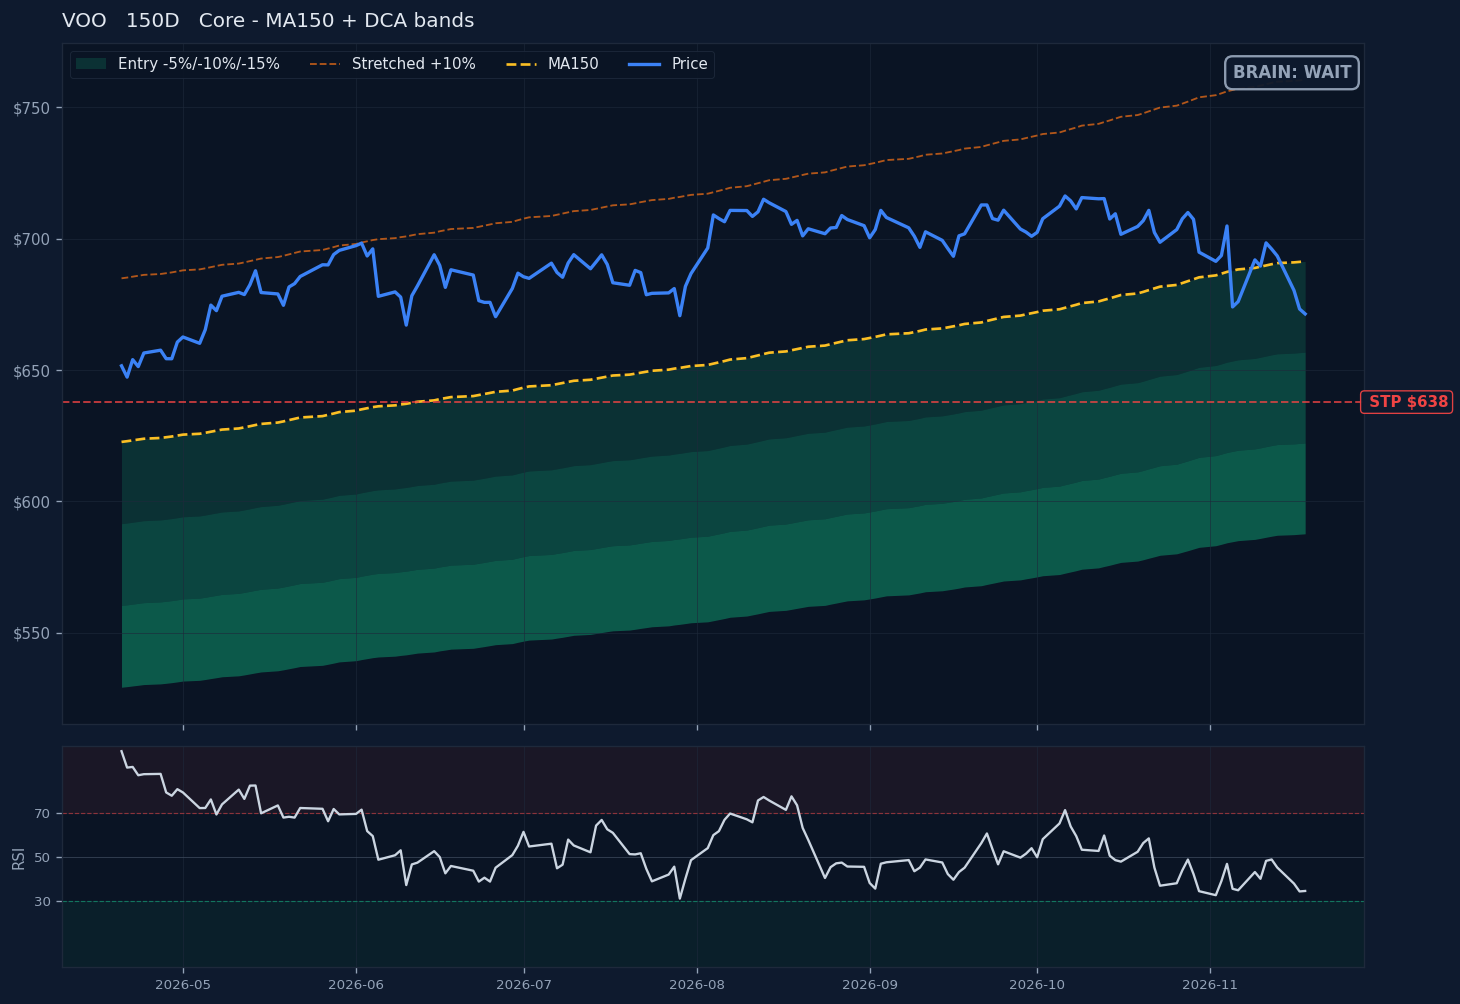 VOO   150D   Core - MA150 + DCA bands
Entry -5%/-10%/-15%   Stretched +10%   MA150   Price
BRAIN: WAIT
$750
$700
$650
STP $638
$600
$550
70
50
30
RSI
2026-05   2026-06   2026-07   2026-08   2026-09   2026-10   2026-11